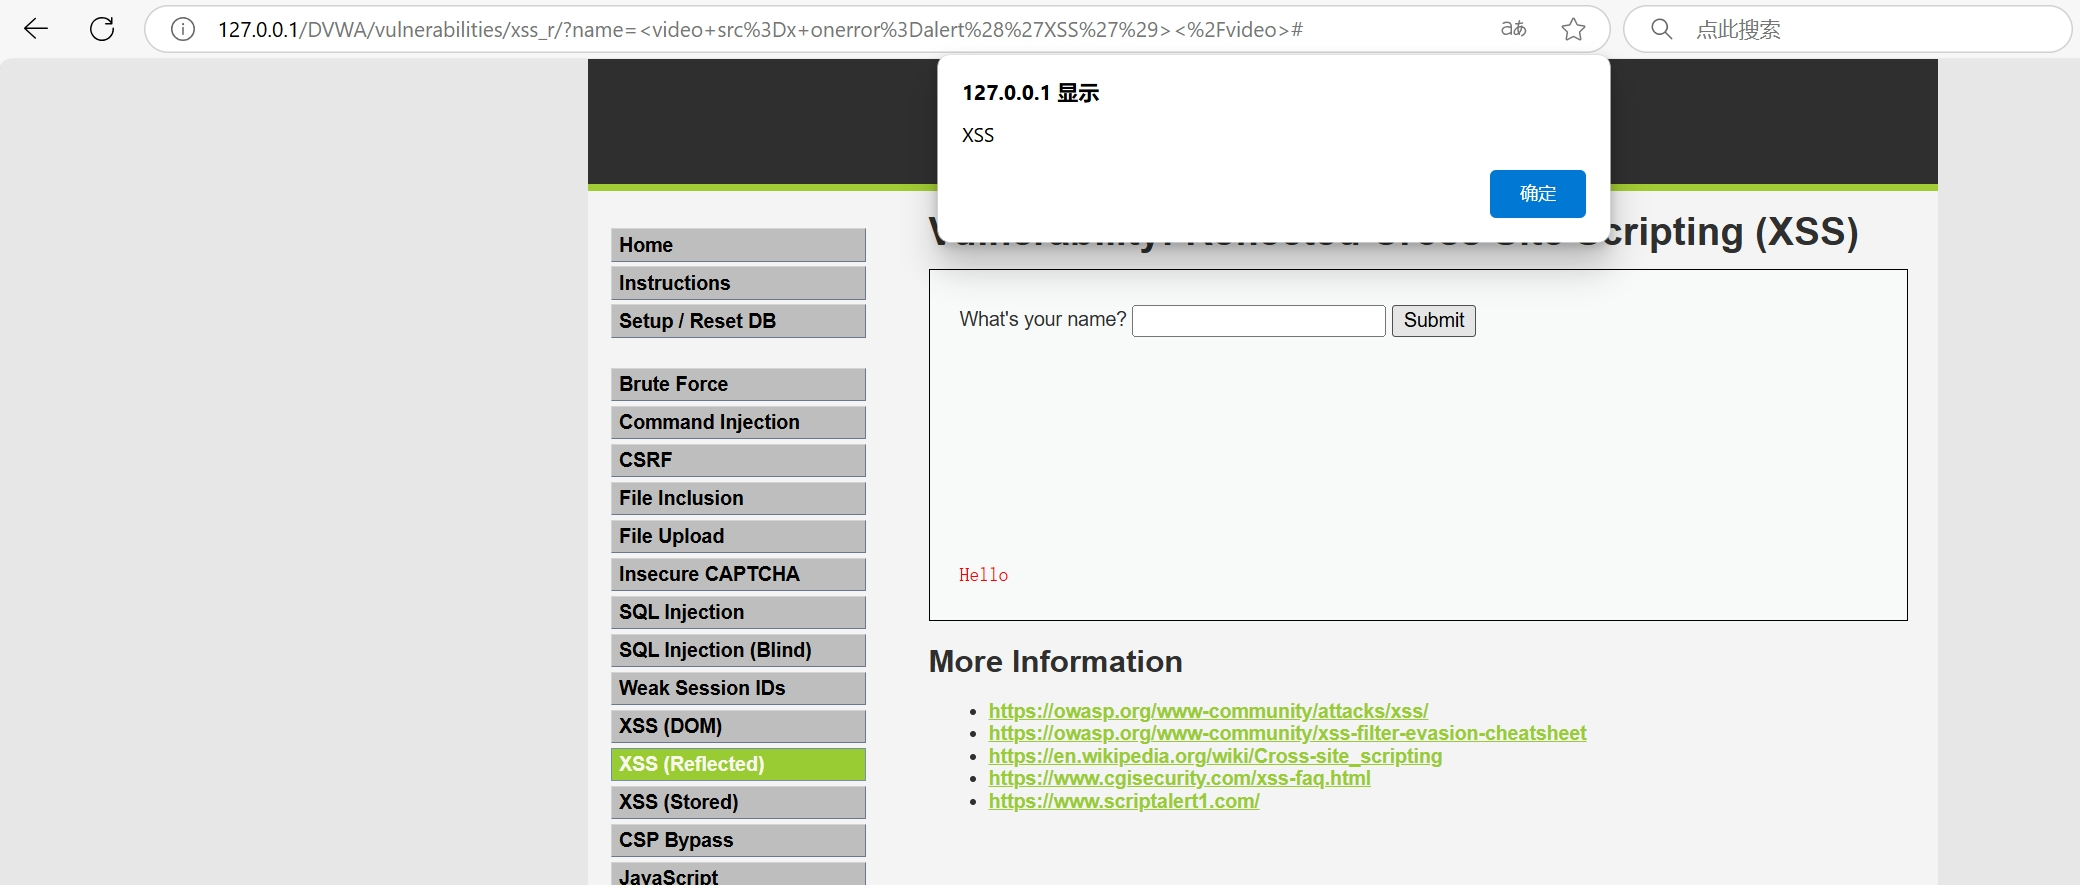 127.0.0.1/DVWA/vulnerabilities/xss_r/?name=<video+src%3Dx+onerror%3Dalert%28%27XSS%27%29><%2Fvideo>#
aあ
点此搜索
127.0.0.1 显示
XSS
确定
Vulnerability: Reflected Cross Site Scripting (XSS)
Home
Instructions
Setup / Reset DB
Brute Force
Command Injection
CSRF
File Inclusion
File Upload
Insecure CAPTCHA
SQL Injection
SQL Injection (Blind)
Weak Session IDs
XSS (DOM)
XSS (Reflected)
XSS (Stored)
CSP Bypass
JavaScript
What's your name?
Submit
Hello
More Information
https://owasp.org/www-community/attacks/xss/
https://owasp.org/www-community/xss-filter-evasion-cheatsheet
https://en.wikipedia.org/wiki/Cross-site_scripting
https://www.cgisecurity.com/xss-faq.html
https://www.scriptalert1.com/